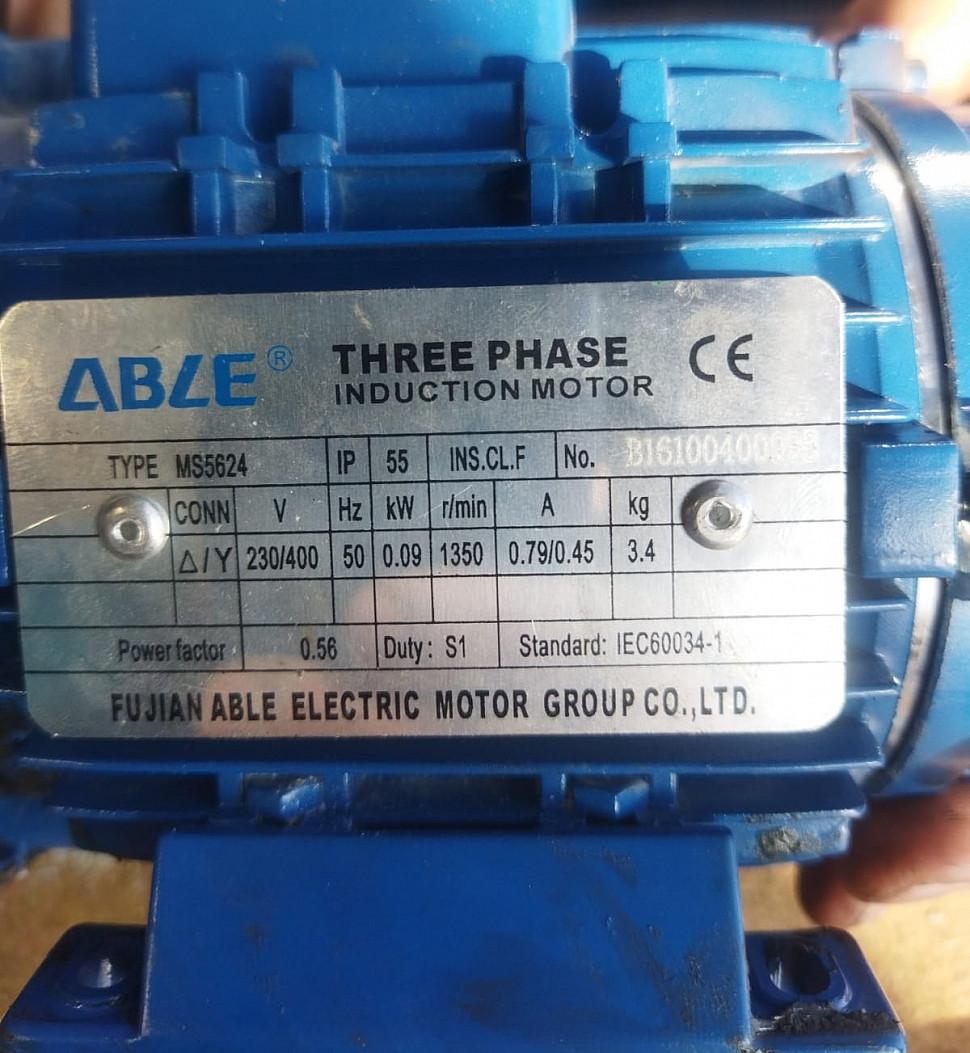 ABLE® THREE PHASE
INDUCTION MOTOR CE
TYPE MS5624 IP 55 INS.CL.F No.
CONN V Hz kW r/min A kg
△/Y 230/400 50 0.09 1350 0.79/0.45 3.4
Power factor 0.56 Duty: S1 Standard: IEC60034-1
FUJIAN ABLE ELECTRIC MOTOR GROUP CO.,LTD.